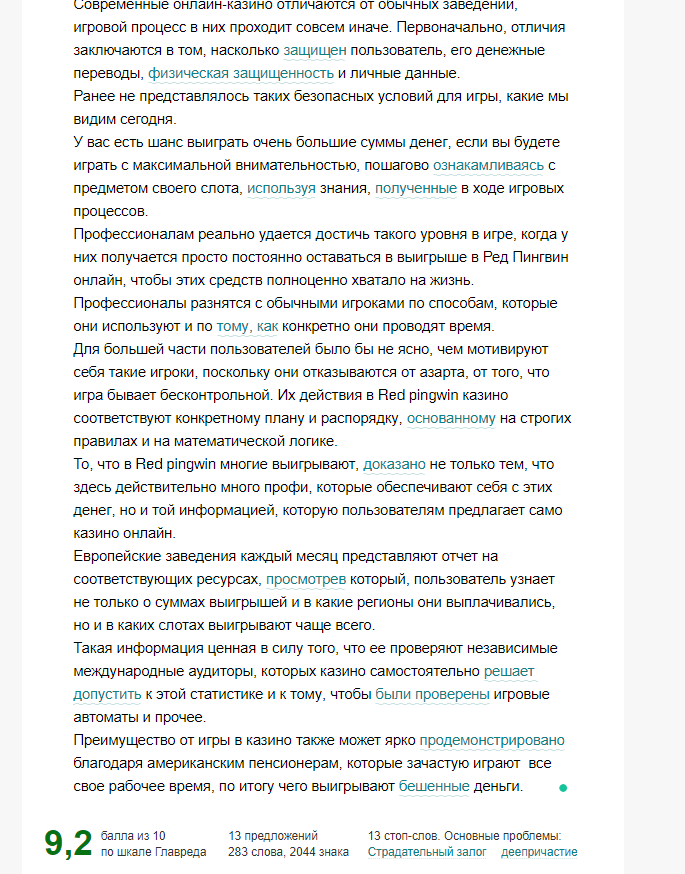 Современные онлайн-казино отличаются от обычных заведений,
игровой процесс в них проходит совсем иначе. Первоначально, отличия
заключаются в том, насколько защищен пользователь, его денежные
переводы, физическая защищенность и личные данные.
Ранее не представлялось таких безопасных условий для игры, какие мы
видим сегодня.
У вас есть шанс выиграть очень большие суммы денег, если вы будете
играть с максимальной внимательностью, пошагово ознакамливаясь с
предметом своего слота, используя знания, полученные в ходе игровых
процессов.
Профессионалам реально удается достичь такого уровня в игре, когда у
них получается просто постоянно оставаться в выигрыше в Ред Пингвин
онлайн, чтобы этих средств полноценно хватало на жизнь.
Профессионалы разнятся с обычными игроками по способам, которые
они используют и по тому, как конкретно они проводят время.
Для большей части пользователей было бы не ясно, чем мотивируют
себя такие игроки, поскольку они отказываются от азарта, от того, что
игра бывает бесконтрольной. Их действия в Red pingwin казино
соответствуют конкретному плану и распорядку, основанному на строгих
правилах и на математической логике.
То, что в Red pingwin многие выигрывают, доказано не только тем, что
здесь действительно много профи, которые обеспечивают себя с этих
денег, но и той информацией, которую пользователям предлагает само
казино онлайн.
Европейские заведения каждый месяц представляют отчет на
соответствующих ресурсах, просмотрев который, пользователь узнает
не только о суммах выигрышей и в какие регионы они выплачивались,
но и в каких слотах выигрывают чаще всего.
Такая информация ценная в силу того, что ее проверяют независимые
международные аудиторы, которых казино самостоятельно решает
допустить к этой статистике и к тому, чтобы были проверены игровые
автоматы и прочее.
Преимущество от игры в казино также может ярко продемонстрировано
благодаря американским пенсионерам, которые зачастую играют  все
свое рабочее время, по итогу чего выигрывают бешенные деньги.
9,2 балла из 10 по шкале Главреда
13 предложений
283 слова, 2044 знака
13 стоп-слов. Основные проблемы:
Страдательный залог деепричастие